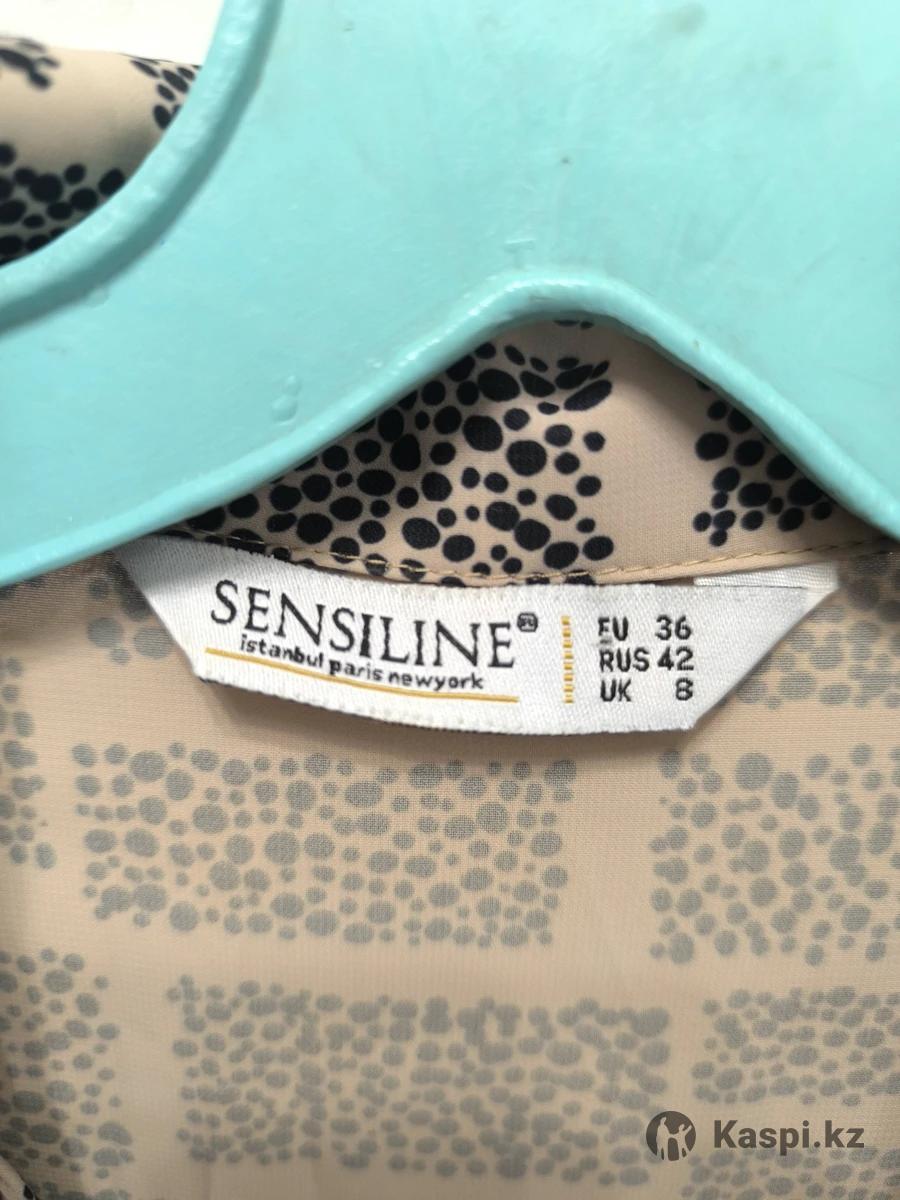 SENSILINE®
istanbul paris newyork
EU 36
RUS 42
UK 8
Kaspi.kz